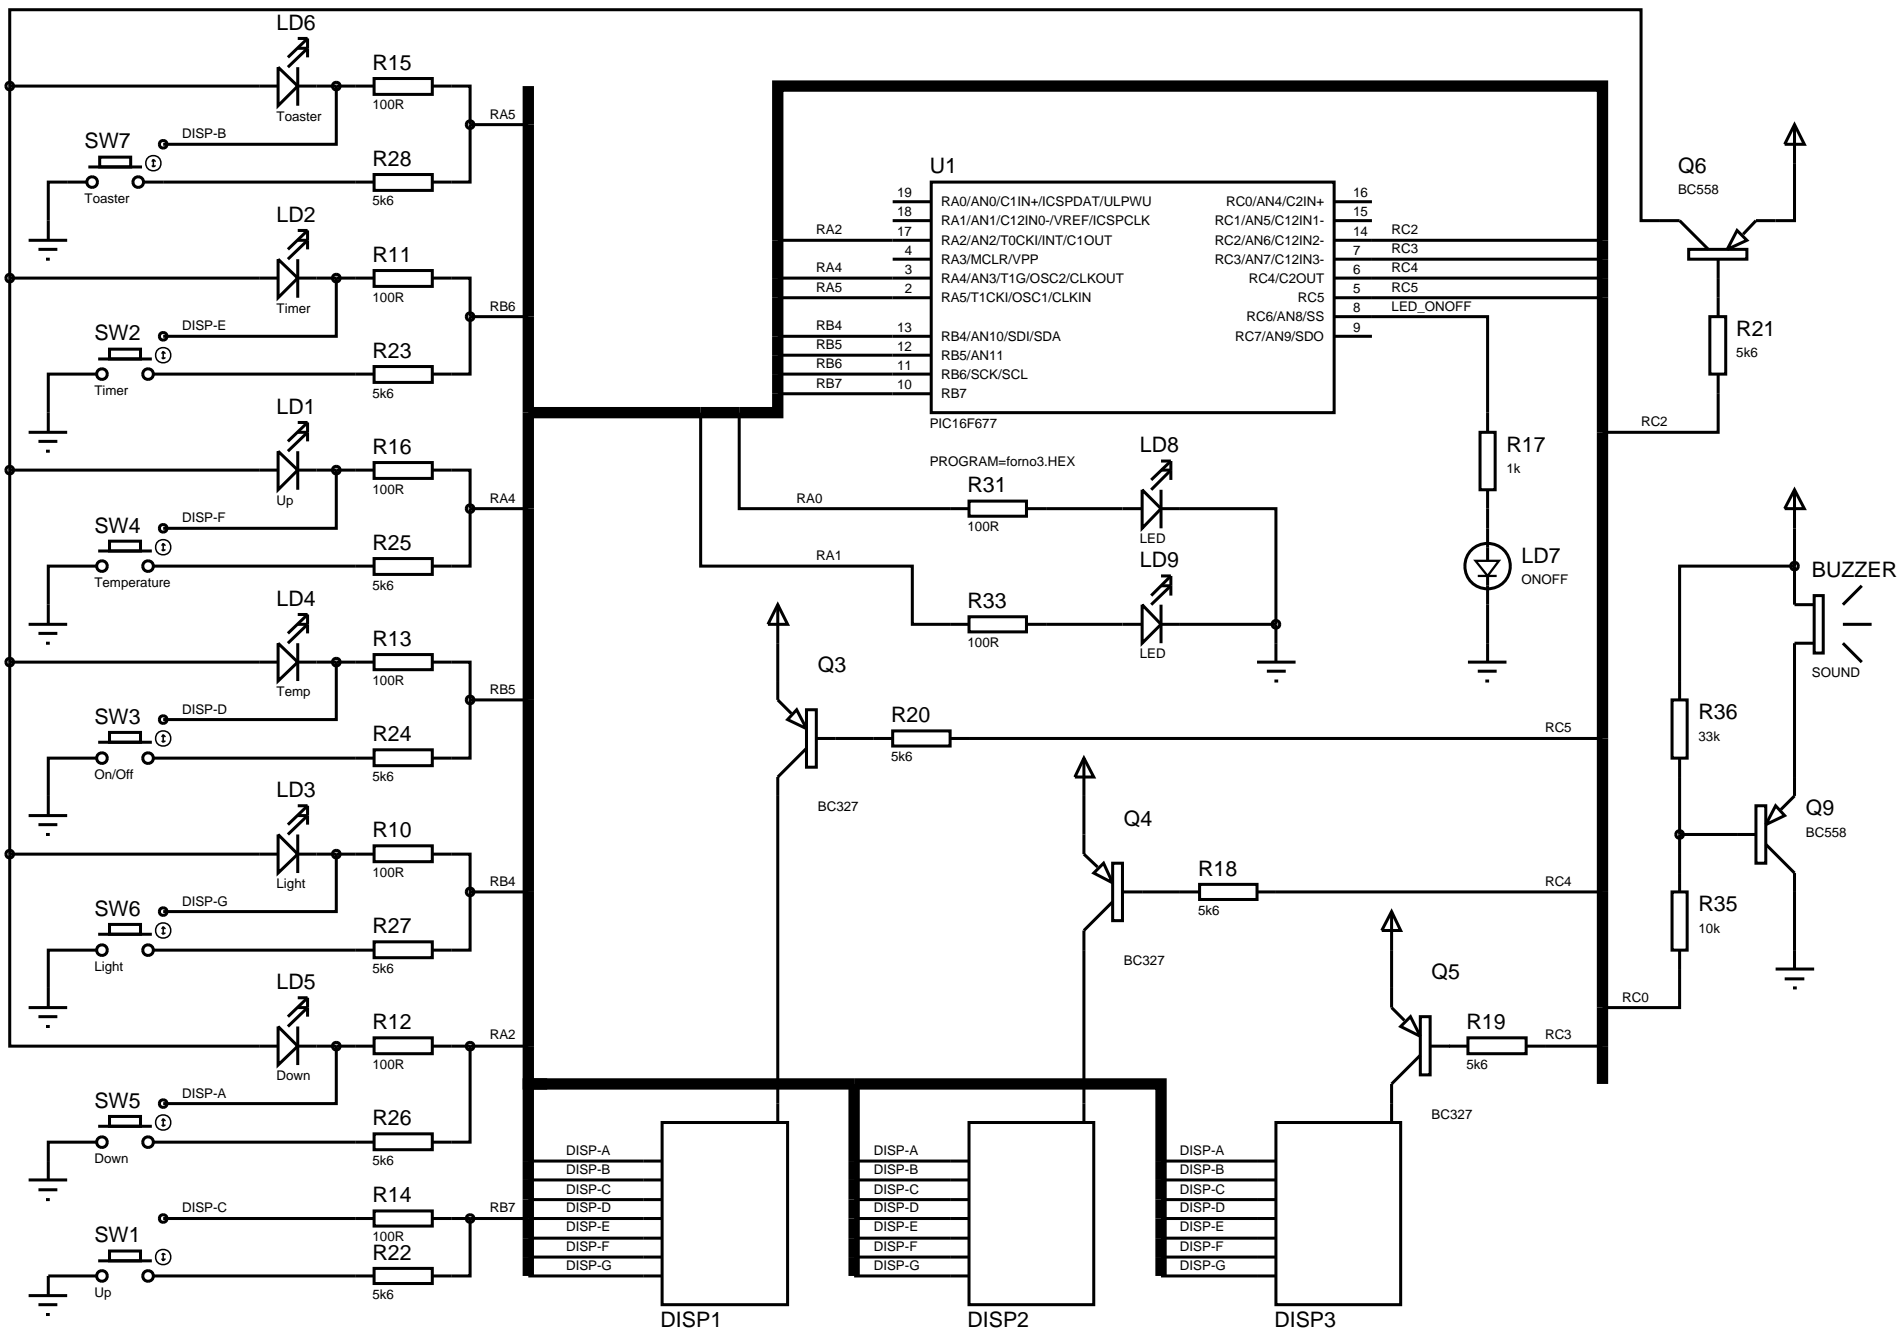 LD6
R15
100R
Toaster
RA5
SW7
DISP-B
R28
5k6
Toaster
LD2
R11
100R
Timer
RB6
SW2
DISP-E
R23
5k6
Timer
LD1
R16
100R
Up
RA4
SW4
DISP-F
R25
5k6
Temperature
LD4
R13
100R
Temp
RB5
SW3
DISP-D
R24
5k6
On/Off
LD3
R10
100R
Light
RB4
SW6
DISP-G
R27
5k6
Light
LD5
R12
100R
Down
RA2
SW5
DISP-A
R26
5k6
Down
DISP-C
R14
100R
RB7
SW1
R22
5k6
Up
U1
19 RA0/AN0/C1IN+/ICSPDAT/ULPWU
18 RA1/AN1/C12IN0-/VREF/ICSPCLK
RA2 17 RA2/AN2/T0CKI/INT/C1OUT
4 RA3/MCLR/VPP
RA4 3 RA4/AN3/T1G/OSC2/CLKOUT
RA5 2 RA5/T1CKI/OSC1/CLKIN
RB4 13 RB4/AN10/SDI/SDA
RB5 12 RB5/AN11
RB6 11 RB6/SCK/SCL
RB7 10 RB7
RC0/AN4/C2IN+ 16
RC1/AN5/C12IN1- 15
RC2/AN6/C12IN2- 14 RC2
RC3/AN7/C12IN3- 7 RC3
RC4/C2OUT 6 RC4
RC5 5 RC5
RC6/AN8/SS 8 LED_ONOFF
RC7/AN9/SDO 9
PIC16F677
PROGRAM=forno3.HEX
RA0
R31
100R
LD8
LED
RA1
R33
100R
LD9
LED
R17
1k
LD7
ONOFF
Q6
BC558
R21
5k6
RC2
BUZZER
SOUND
R36
33k
Q9
BC558
R35
10k
RC0
Q3
BC327
R20
5k6
RC5
Q4
BC327
R18
5k6
RC4
Q5
BC327
R19
5k6
RC3
DISP-A
DISP-B
DISP-C
DISP-D
DISP-E
DISP-F
DISP-G
DISP1
DISP-A
DISP-B
DISP-C
DISP-D
DISP-E
DISP-F
DISP-G
DISP2
DISP-A
DISP-B
DISP-C
DISP-D
DISP-E
DISP-F
DISP-G
DISP3